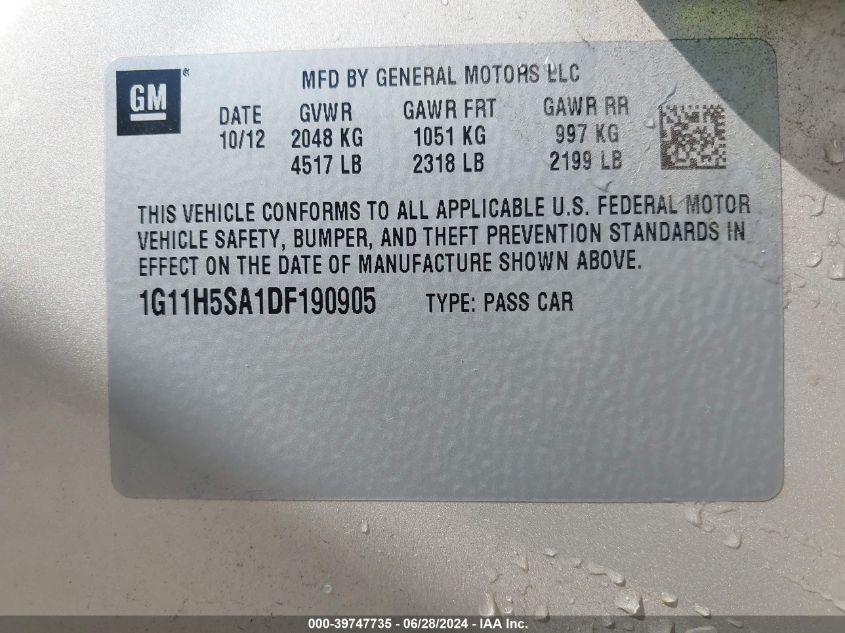 GM ®
MFD BY GENERAL MOTORS LLC
DATE GVWR GAWR FRT GAWR RR
10/12 2048 KG 1051 KG 997 KG
4517 LB 2318 LB 2199 LB
THIS VEHICLE CONFORMS TO ALL APPLICABLE U.S. FEDERAL MOTOR
VEHICLE SAFETY, BUMPER, AND THEFT PREVENTION STANDARDS IN
EFFECT ON THE DATE OF MANUFACTURE SHOWN ABOVE.
1G11H5SA1DF190905 TYPE: PASS CAR
000-39747735 - 06/28/2024 - IAA Inc.